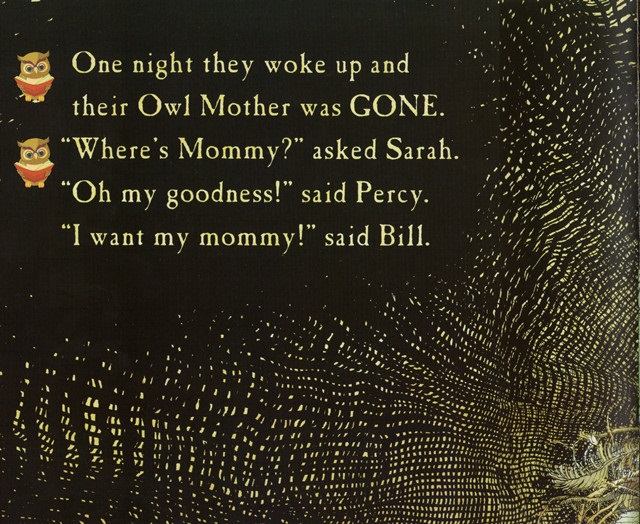 One night they woke up and
their Owl Mother was GONE.
“Where’s Mommy?” asked Sarah.
“Oh my goodness!” said Percy.
“I want my mommy!” said Bill.